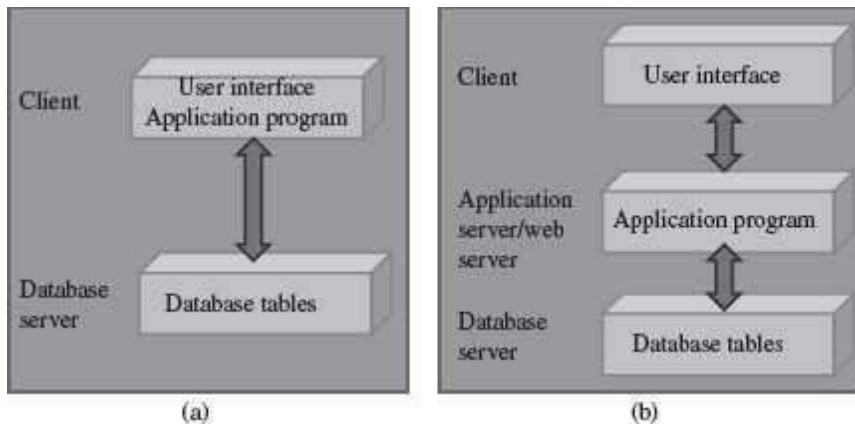 Client
User interface
Application program
Database
server
Database tables
(a)
Client
User interface
Application
server/web
server
Application program
Database
server
Database tables
(b)